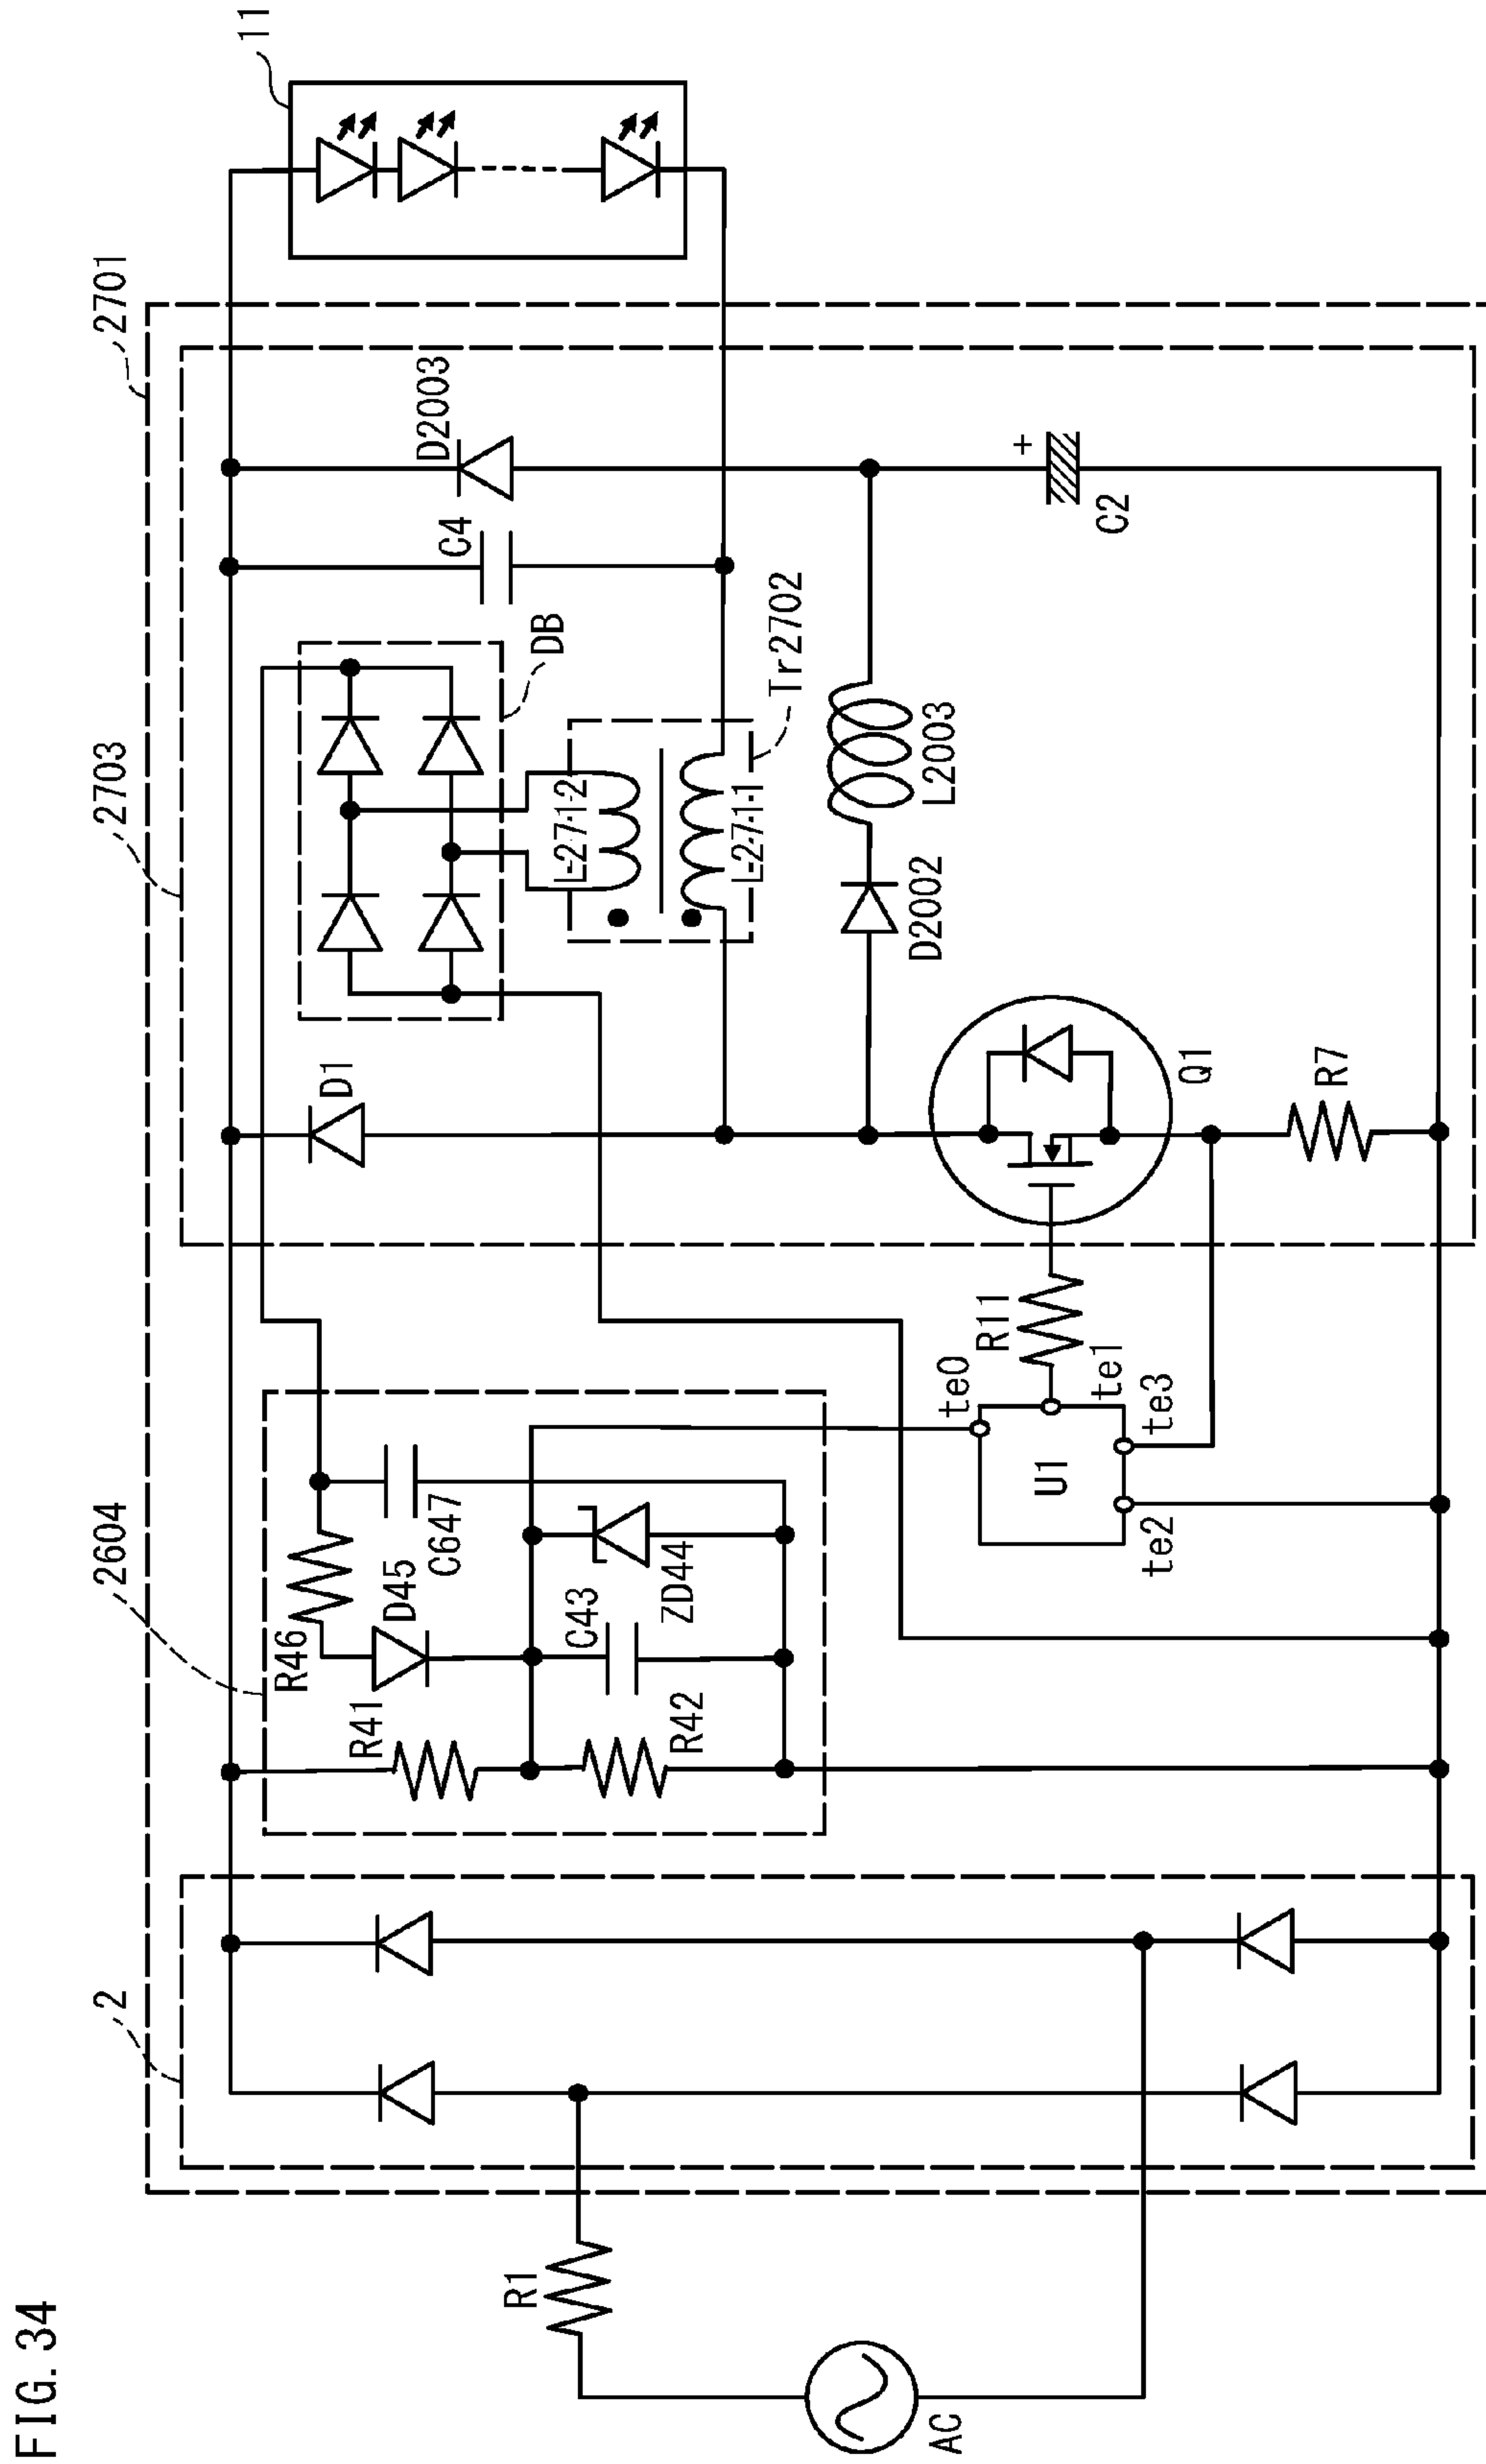 FIG. 34
2701
2703
2604
2
11
R1
AC
R41
R42
R46
D45
C43
C647
ZD44
te0
te1
te2
te3
U1
R11
D1
DB
L-27-1-2
L-27-1-1
Tr2702
C4
D2003
D2002
L2003
Q1
R7
C2
+